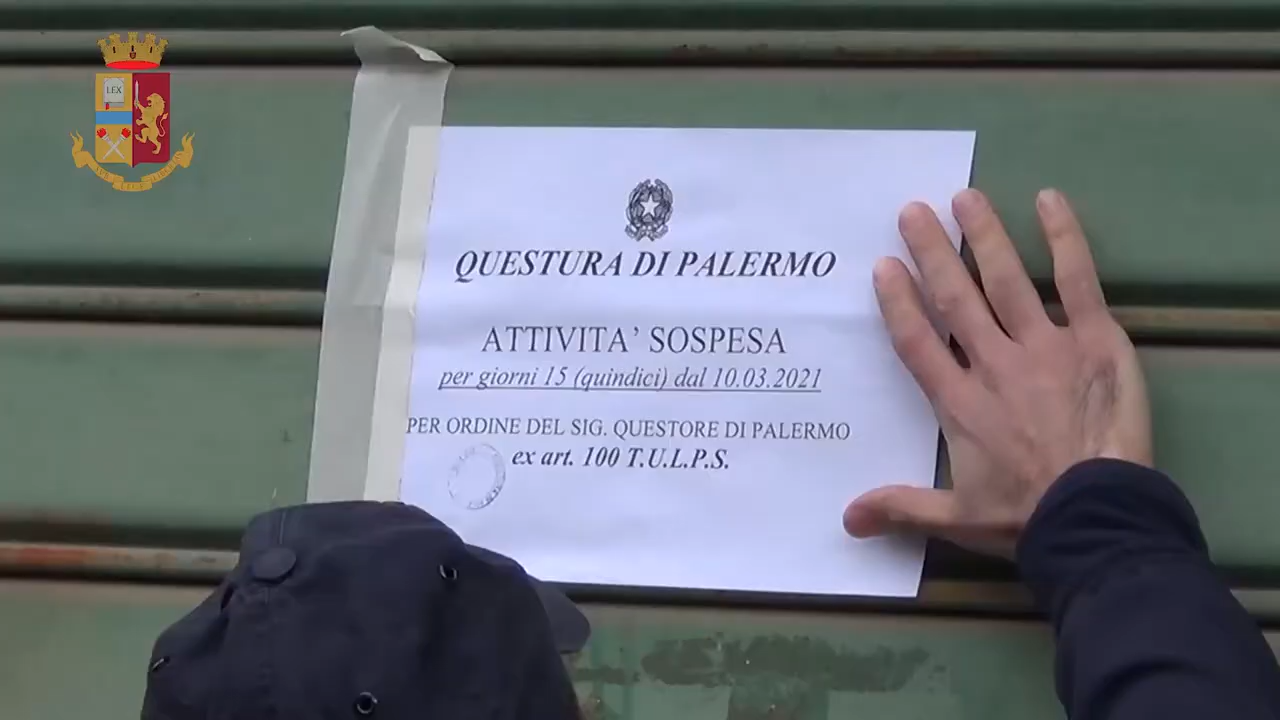 LEX
QUESTURA DI PALERMO
ATTIVITA' SOSPESA
per giorni 15 (quindici) dal 10.03.2021
PER ORDINE DEL SIG. QUESTORE DI PALERMO
ex art. 100 T.U.L.P.S.